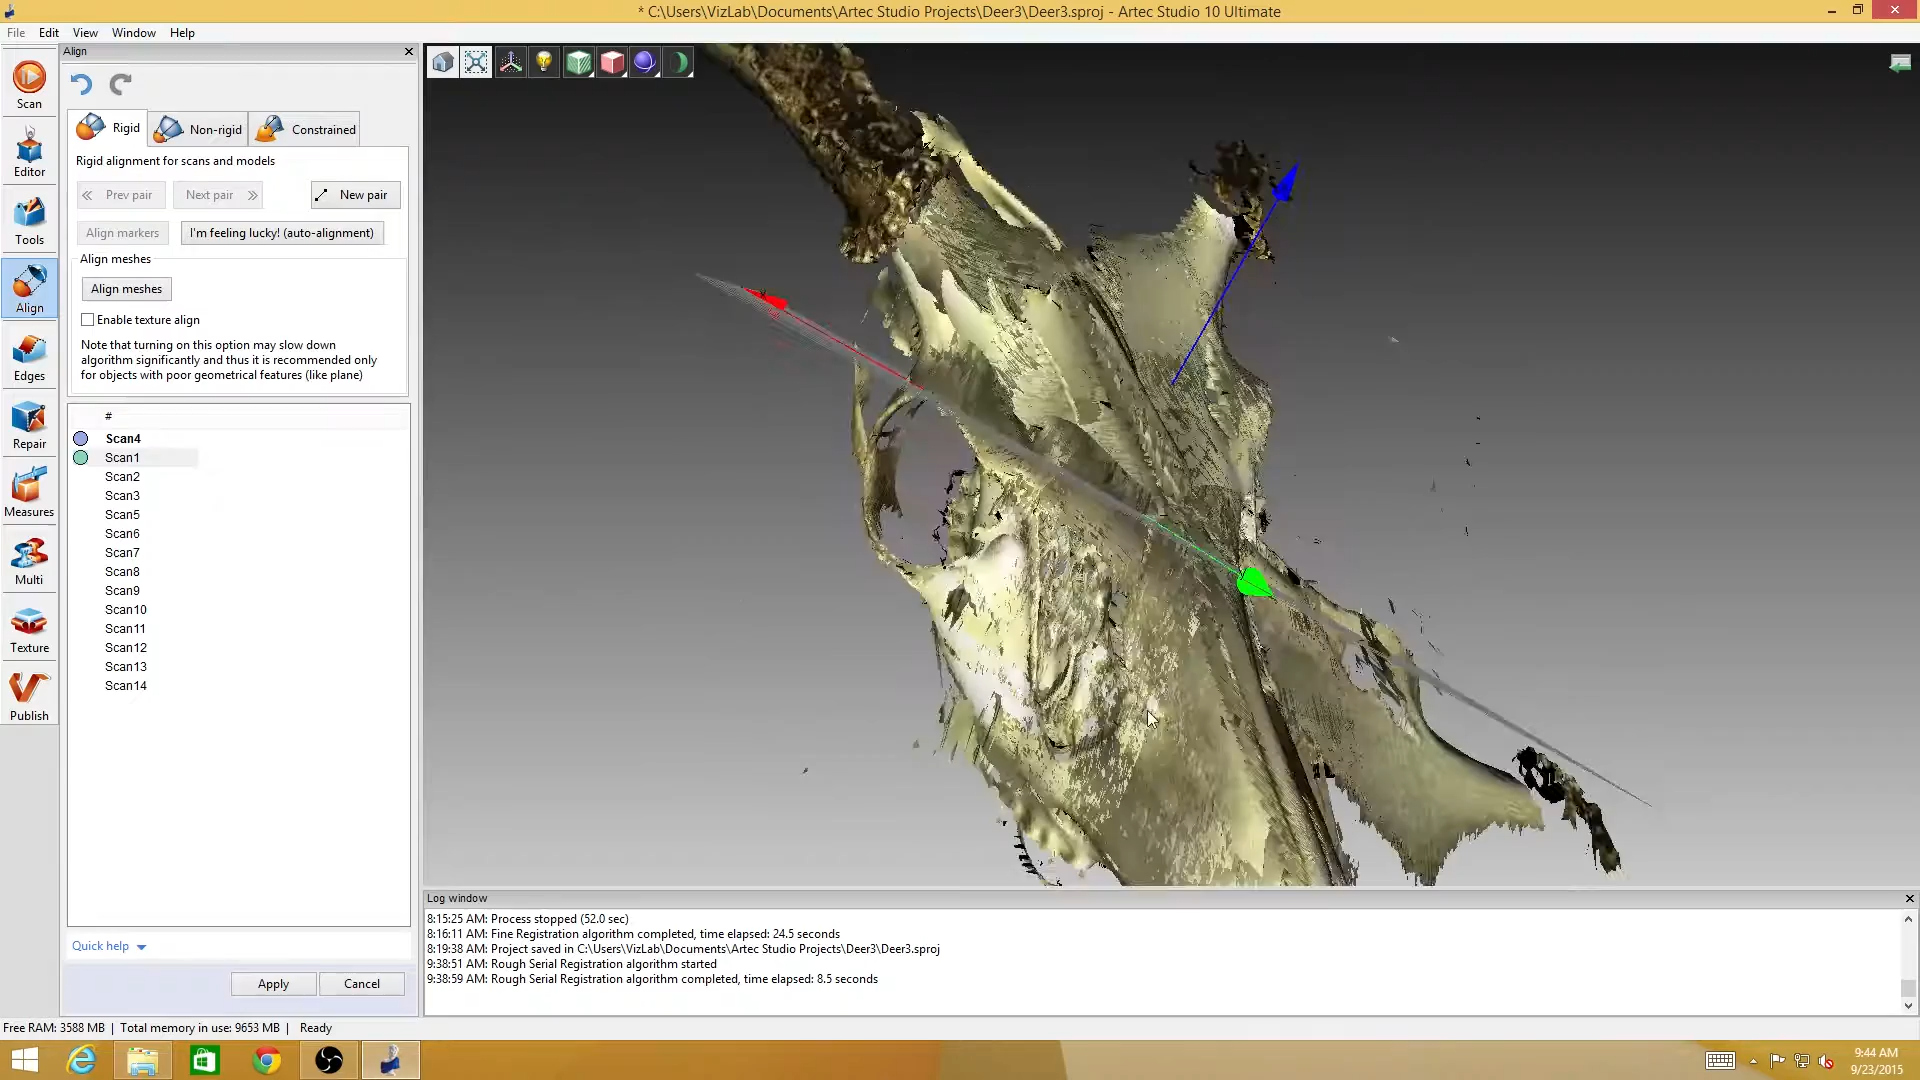 * C:\Users\VizLab\Documents\Artec Studio Projects\Deer3\Deer3.sproj - Artec Studio 10 Ultimate
File Edit View Window Help
Align
Scan
Editor
Tools
Align
Edges
Repair
Measures
Multi
Texture
Publish
Rigid Non-rigid Constrained
Rigid alignment for scans and models
Prev pair Next pair New pair
Align markers I'm feeling lucky! (auto-alignment)
Align meshes
Align meshes
Enable texture align
Note that turning on this option may slow down
algorithm significantly and thus it is recommended only
for objects with poor geometrical features (like plane)
#
Scan4
Scan1
Scan2
Scan3
Scan5
Scan6
Scan7
Scan8
Scan9
Scan10
Scan11
Scan12
Scan13
Scan14
Quick help
Apply Cancel
Log window
8:15:25 AM: Process stopped (52.0 sec)
8:16:11 AM: Fine Registration algorithm completed, time elapsed: 24.5 seconds
8:19:38 AM: Project saved in C:\Users\VizLab\Documents\Artec Studio Projects\Deer3\Deer3.sproj
9:38:51 AM: Rough Serial Registration algorithm started
9:38:59 AM: Rough Serial Registration algorithm completed, time elapsed: 8.5 seconds
Free RAM: 3588 MB | Total memory in use: 9653 MB | Ready
9:44 AM
9/23/2015